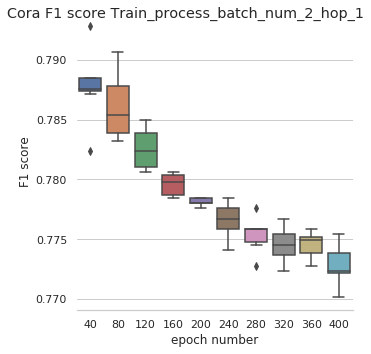 Cora F1 score Train_process_batch_num_2_hop_1
0.790
0.785
0.780
0.775
0.770
F1 score
40 80 120 160 200 240 280 320 360 400
epoch number